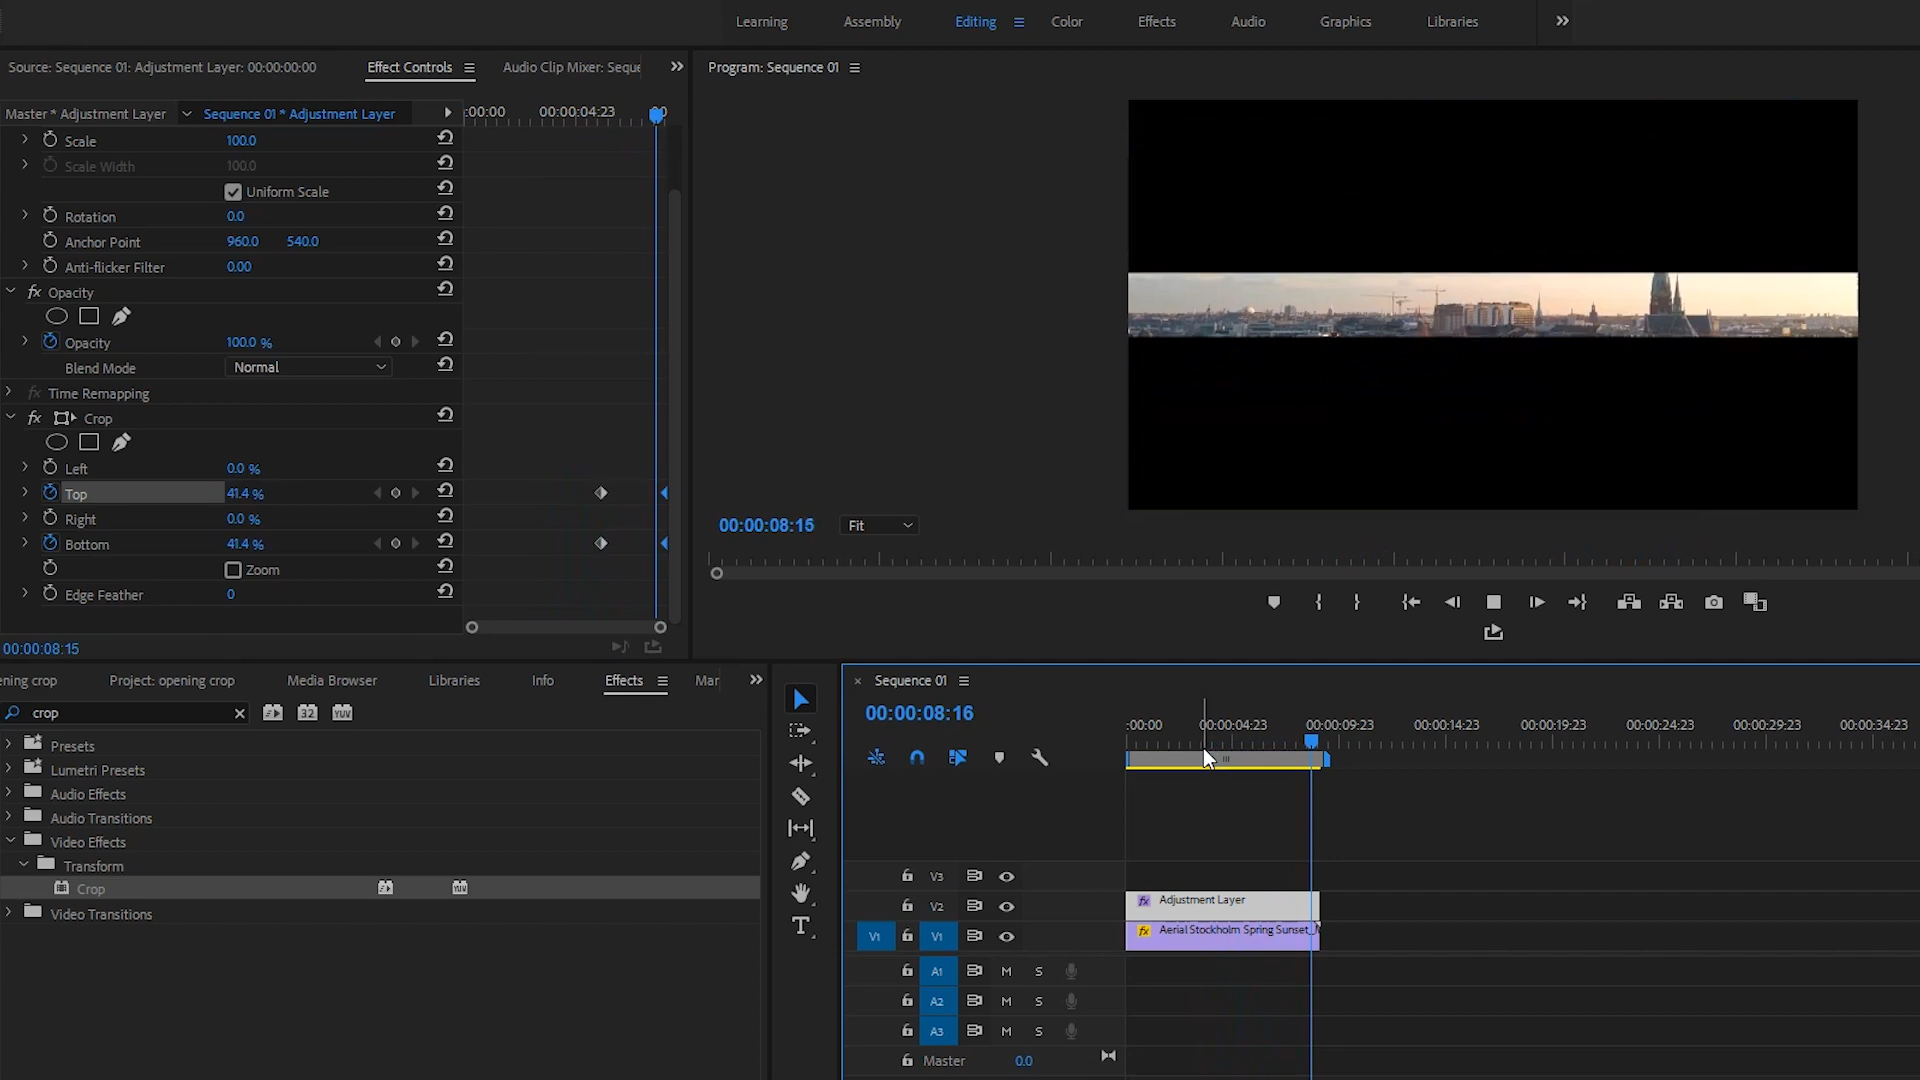 Learning Assembly Editing Color Effects Audio Graphics Libraries
Source: Sequence 01: Adjustment Layer: 00:00:00:00 Effect Controls Audio Clip Mixer: Seque
Program: Sequence 01
Master * Adjustment Layer Sequence 01 * Adjustment Layer :00:00 00:00:04:23
Scale 100.0
Scale Width 100.0
Uniform Scale
Rotation 0.0
Anchor Point 960.0 540.0
Anti-flicker Filter 0.00
fx Opacity
Opacity 100.0 %
Blend Mode Normal
fx Time Remapping
fx Crop
Left 0.0 %
Top 41.4 %
Right 0.0 %
Bottom 41.4 %
Zoom
Edge Feather 0
00:00:08:15
00:00:08:15 Fit
ening crop Project: opening crop Media Browser Libraries Info Effects Mar
crop 32 YUV
Presets
Lumetri Presets
Audio Effects
Audio Transitions
Video Effects
Transform
Crop YUV
Video Transitions
Sequence 01
00:00:08:16
:00:00 00:00:04:23 00:00:09:23 00:00:14:23 00:00:19:23 00:00:24:23 00:00:29:23 00:00:34:23
V3
V2 fx Adjustment Layer
V1 V1 fx Aerial Stockholm Spring Sunset
A1 M S
A2 M S
A3 M S
Master 0.0
T